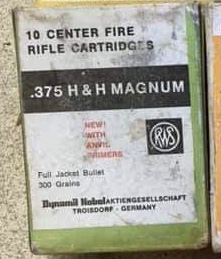 10 CENTER FIRE
RIFLE CARTRIDGES
.375 H & H MAGNUM
NEW!
WITH
ANVIL
PRIMERS
RWS
Full Jacket Bullet
300 Grains
Dynamit Nobel AKTIENGESELLSCHAFT
TROISDORF - GERMANY